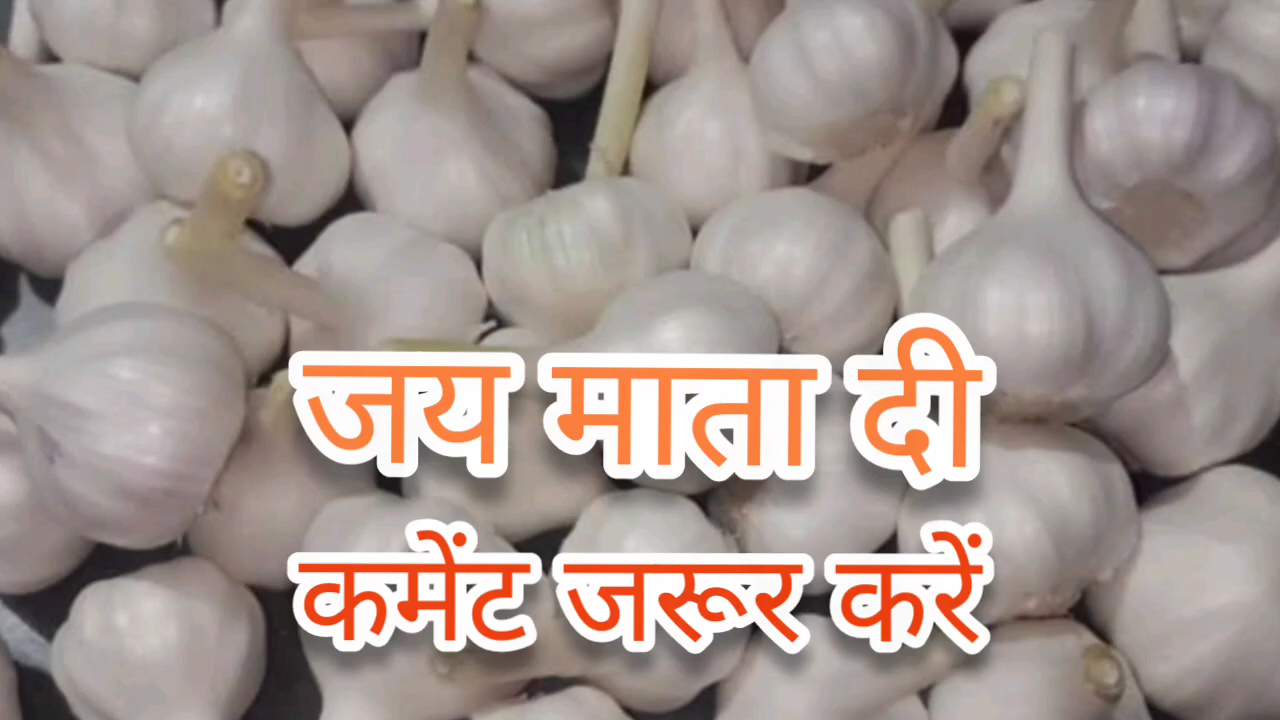 जय माता दी
कमेंट जरूर करें